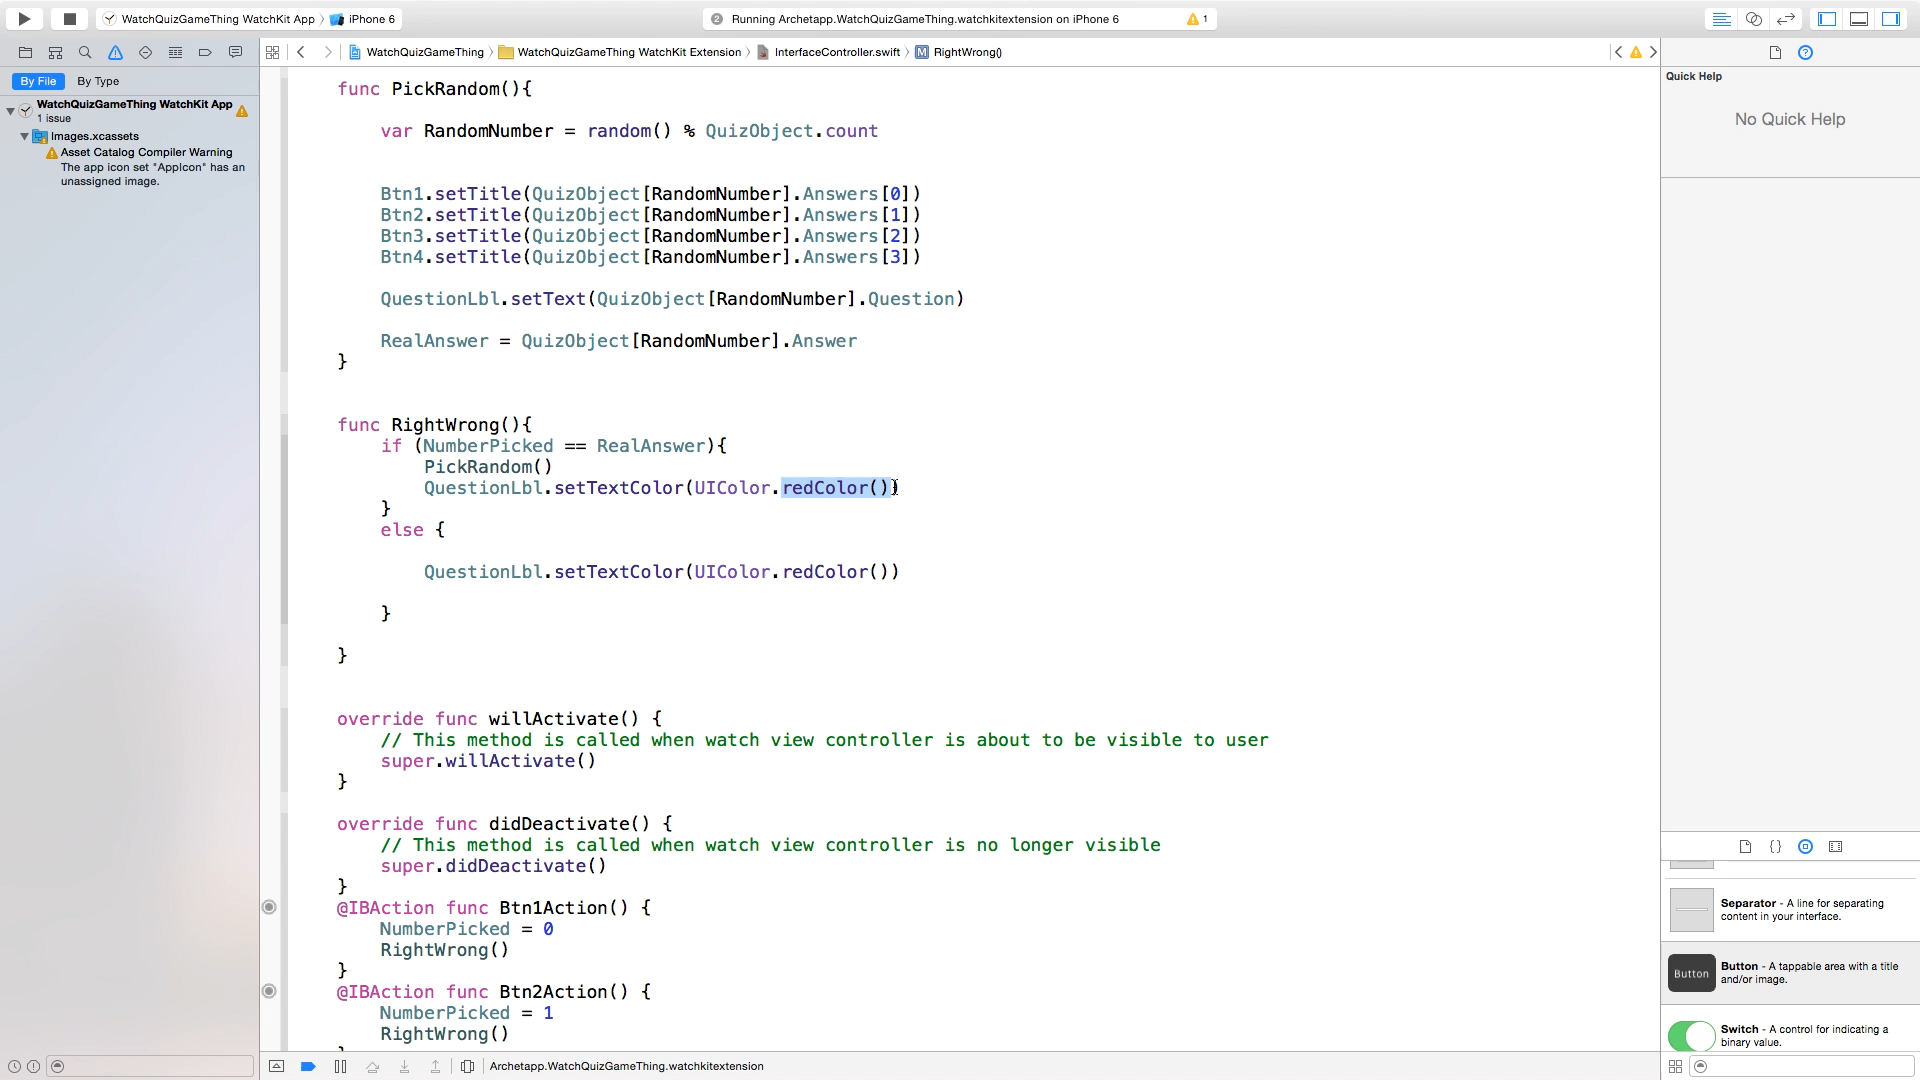 WatchQuizGameThing WatchKit App 〉 iPhone 6
2 Running Archetapp.WatchQuizGameThing.watchkitextension on iPhone 6
1
WatchQuizGameThing 〉 WatchQuizGameThing WatchKit Extension 〉 InterfaceController.swift 〉 M RightWrong()
By File By Type
WatchQuizGameThing WatchKit App
1 issue
Images.xcassets
Asset Catalog Compiler Warning
The app icon set "AppIcon" has an
unassigned image.
func PickRandom(){
var RandomNumber = random() % QuizObject.count
Btn1.setTitle(QuizObject[RandomNumber].Answers[0])
Btn2.setTitle(QuizObject[RandomNumber].Answers[1])
Btn3.setTitle(QuizObject[RandomNumber].Answers[2])
Btn4.setTitle(QuizObject[RandomNumber].Answers[3])
QuestionLbl.setText(QuizObject[RandomNumber].Question)
RealAnswer = QuizObject[RandomNumber].Answer
}
func RightWrong(){
if (NumberPicked == RealAnswer){
PickRandom()
QuestionLbl.setTextColor(UIColor.redColor())
}
else {
QuestionLbl.setTextColor(UIColor.redColor())
}
}
override func willActivate() {
// This method is called when watch view controller is about to be visible to user
super.willActivate()
}
override func didDeactivate() {
// This method is called when watch view controller is no longer visible
super.didDeactivate()
}
@IBAction func Btn1Action() {
NumberPicked = 0
RightWrong()
}
@IBAction func Btn2Action() {
NumberPicked = 1
RightWrong()
Archetapp.WatchQuizGameThing.watchkitextension
Quick Help
No Quick Help
{}
Separator - A line for separating
content in your interface.
Button
Button - A tappable area with a title
and/or image.
Switch - A control for indicating a
binary value.